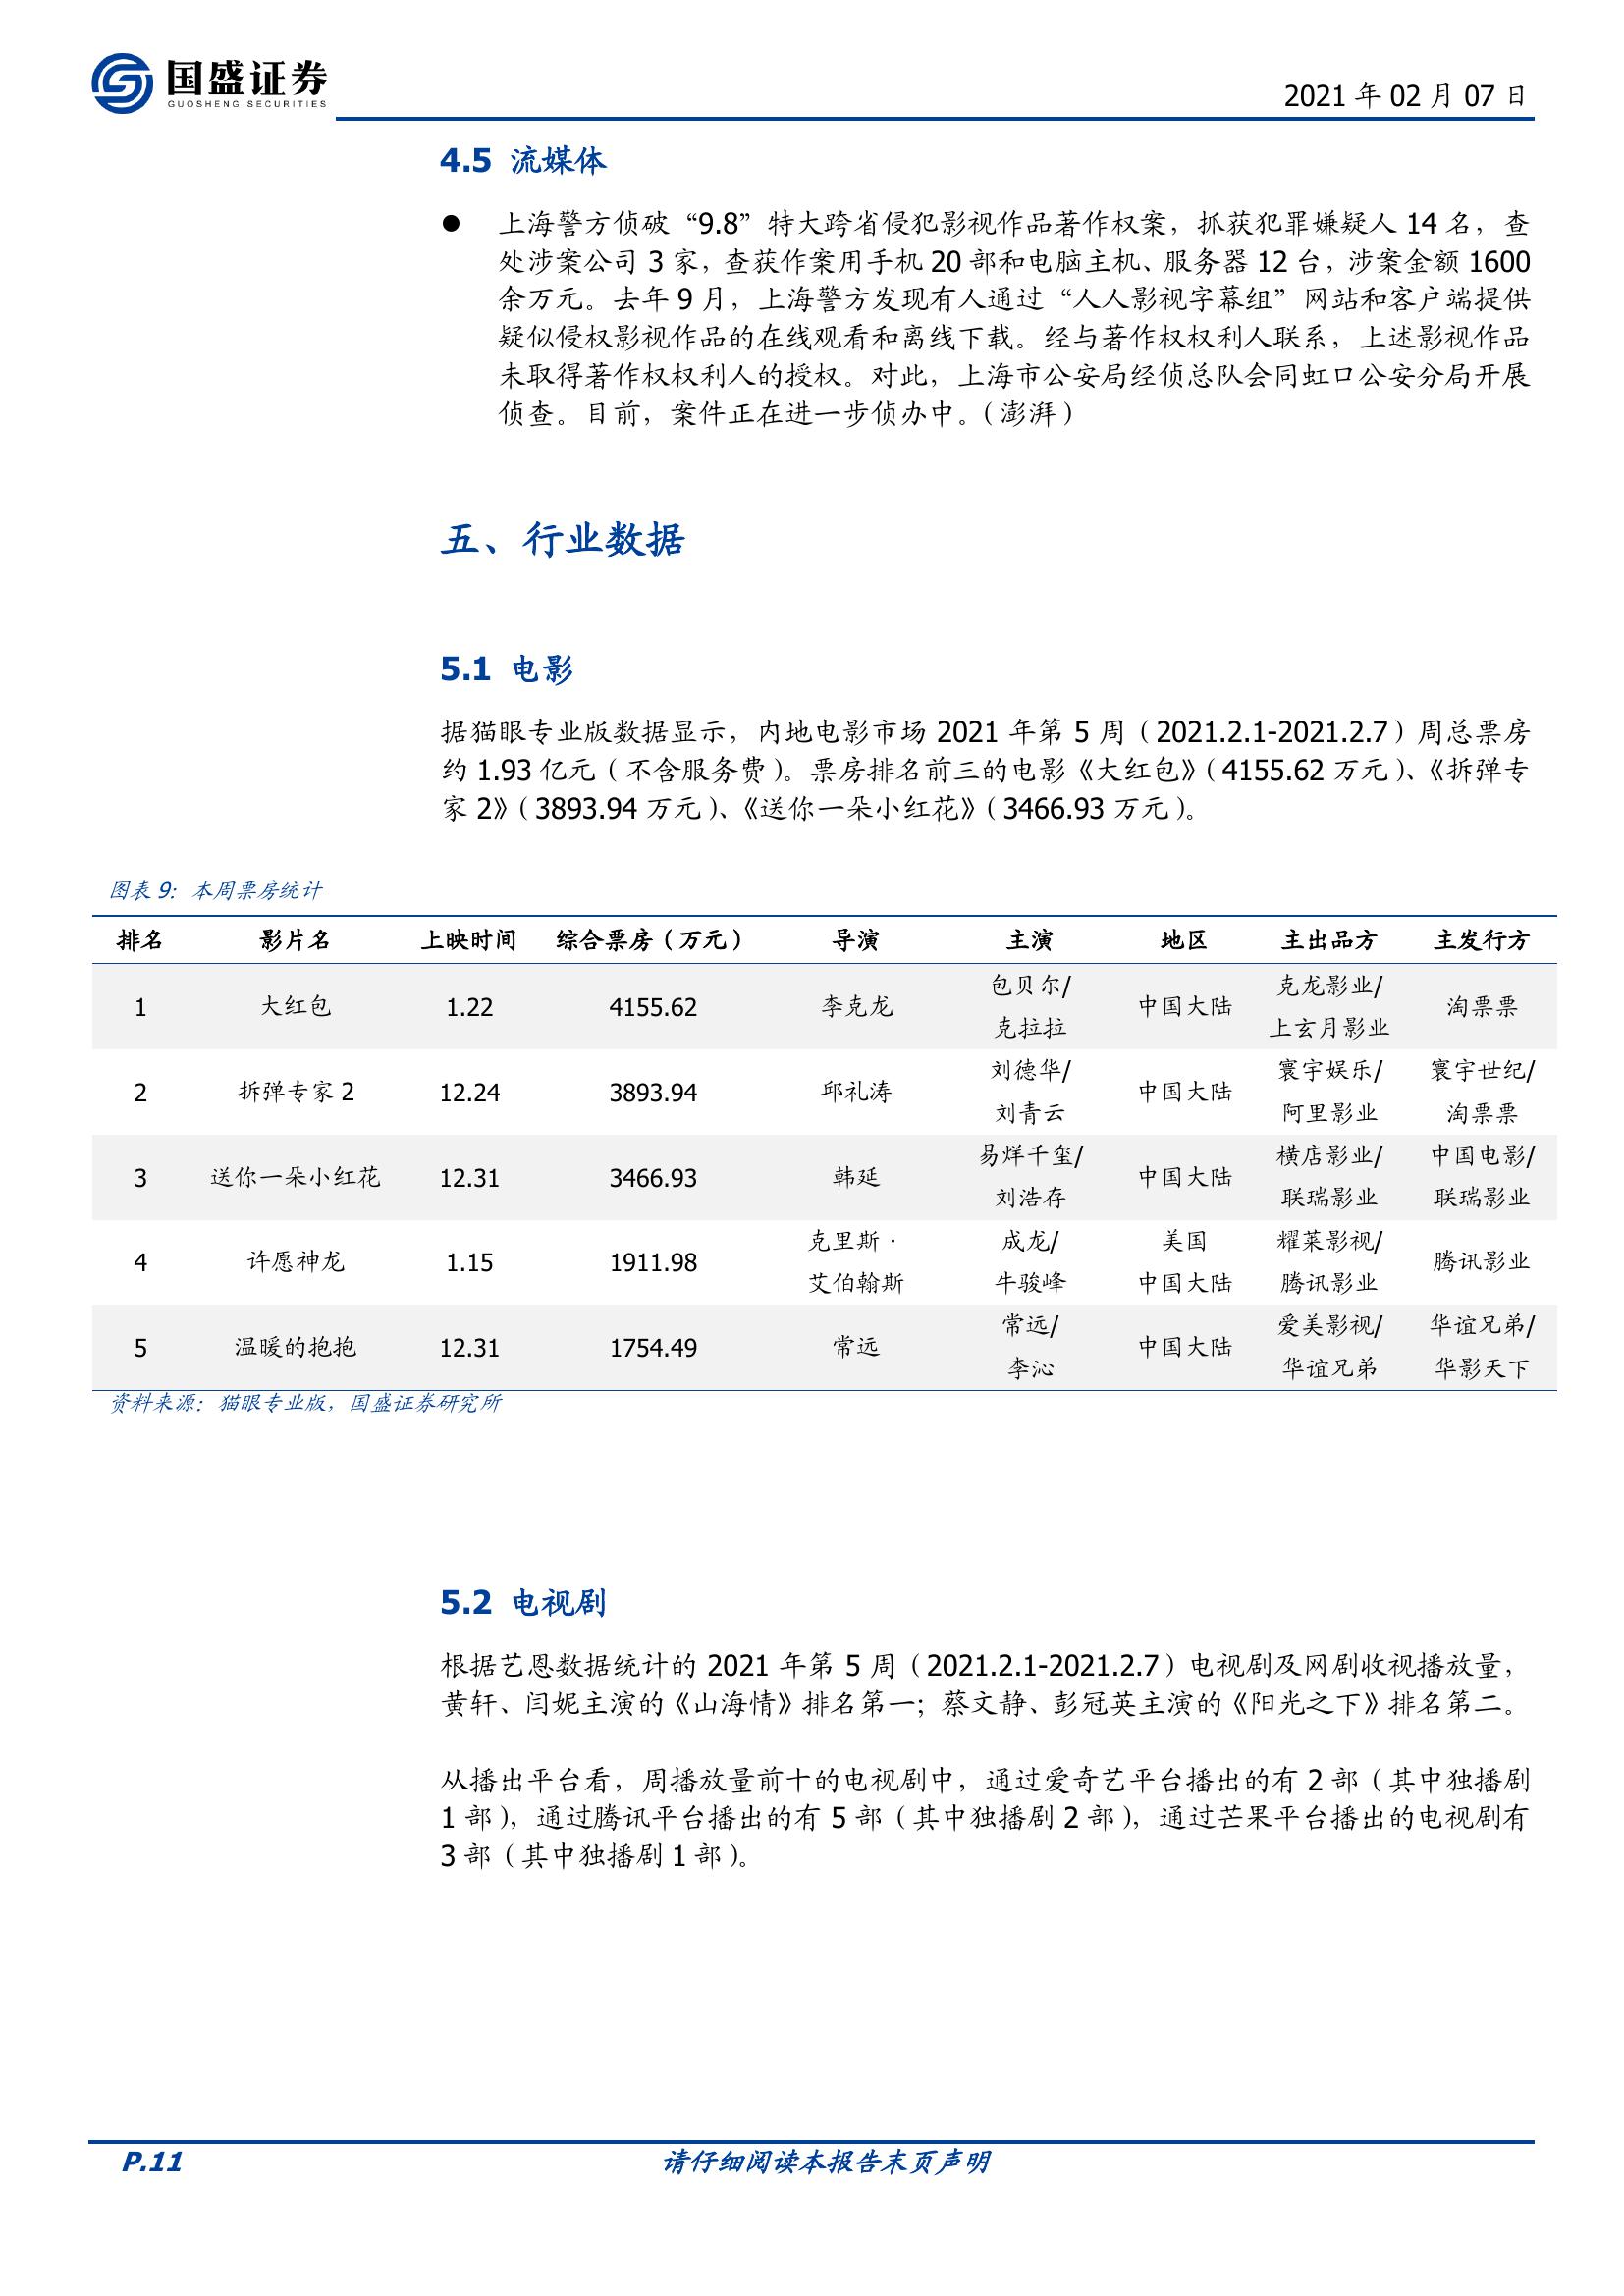 国盛证券
GUOSHENG SECURITIES
2021 年 02 月 07 日
4.5 流媒体
● 上海警方侦破“9.8”特大跨省侵犯影视作品著作权案，抓获犯罪嫌疑人 14 名，查
处涉案公司 3 家，查获作案用手机 20 部和电脑主机、服务器 12 台，涉案金额 1600
余万元。去年 9 月，上海警方发现有人通过“人人影视字幕组”网站和客户端提供
疑似侵权影视作品的在线观看和离线下载。经与著作权权利人联系，上述影视作品
未取得著作权权利人的授权。对此，上海市公安局经侦总队会同虹口公安分局开展
侦查。目前，案件正在进一步侦办中。（澎湃）
五、行业数据
5.1 电影
据猫眼专业版数据显示，内地电影市场 2021 年第 5 周（2021.2.1-2021.2.7）周总票房
约 1.93 亿元（不含服务费）。票房排名前三的电影《大红包》（4155.62 万元）、《拆弹专
家 2》（3893.94 万元）、《送你一朵小红花》（3466.93 万元）。
图表 9：本周票房统计
排名 影片名 上映时间 综合票房（万元） 导演 主演 地区 主出品方 主发行方
1 大红包 1.22 4155.62 李克龙 包贝尔/ 克拉拉 中国大陆 克龙影业/ 上玄月影业 淘票票
2 拆弹专家 2 12.24 3893.94 邱礼涛 刘德华/ 刘青云 中国大陆 寰宇娱乐/ 阿里影业 寰宇世纪/ 淘票票
3 送你一朵小红花 12.31 3466.93 韩延 易烊千玺/ 刘浩存 中国大陆 横店影业/ 联瑞影业 中国电影/ 联瑞影业
4 许愿神龙 1.15 1911.98 克里斯· 艾伯翰斯 成龙/ 牛骏峰 美国 中国大陆 耀莱影视/ 腾讯影业 腾讯影业
5 温暖的抱抱 12.31 1754.49 常远 常远/ 李沁 中国大陆 爱美影视/ 华谊兄弟 华谊兄弟/ 华影天下
资料来源：猫眼专业版，国盛证券研究所
5.2 电视剧
根据艺恩数据统计的 2021 年第 5 周（2021.2.1-2021.2.7）电视剧及网剧收视播放量，
黄轩、闫妮主演的《山海情》排名第一；蔡文静、彭冠英主演的《阳光之下》排名第二。
从播出平台看，周播放量前十的电视剧中，通过爱奇艺平台播出的有 2 部（其中独播剧
1 部），通过腾讯平台播出的有 5 部（其中独播剧 2 部），通过芒果平台播出的电视剧有
3 部（其中独播剧 1 部）。
P.11
请仔细阅读本报告末页声明